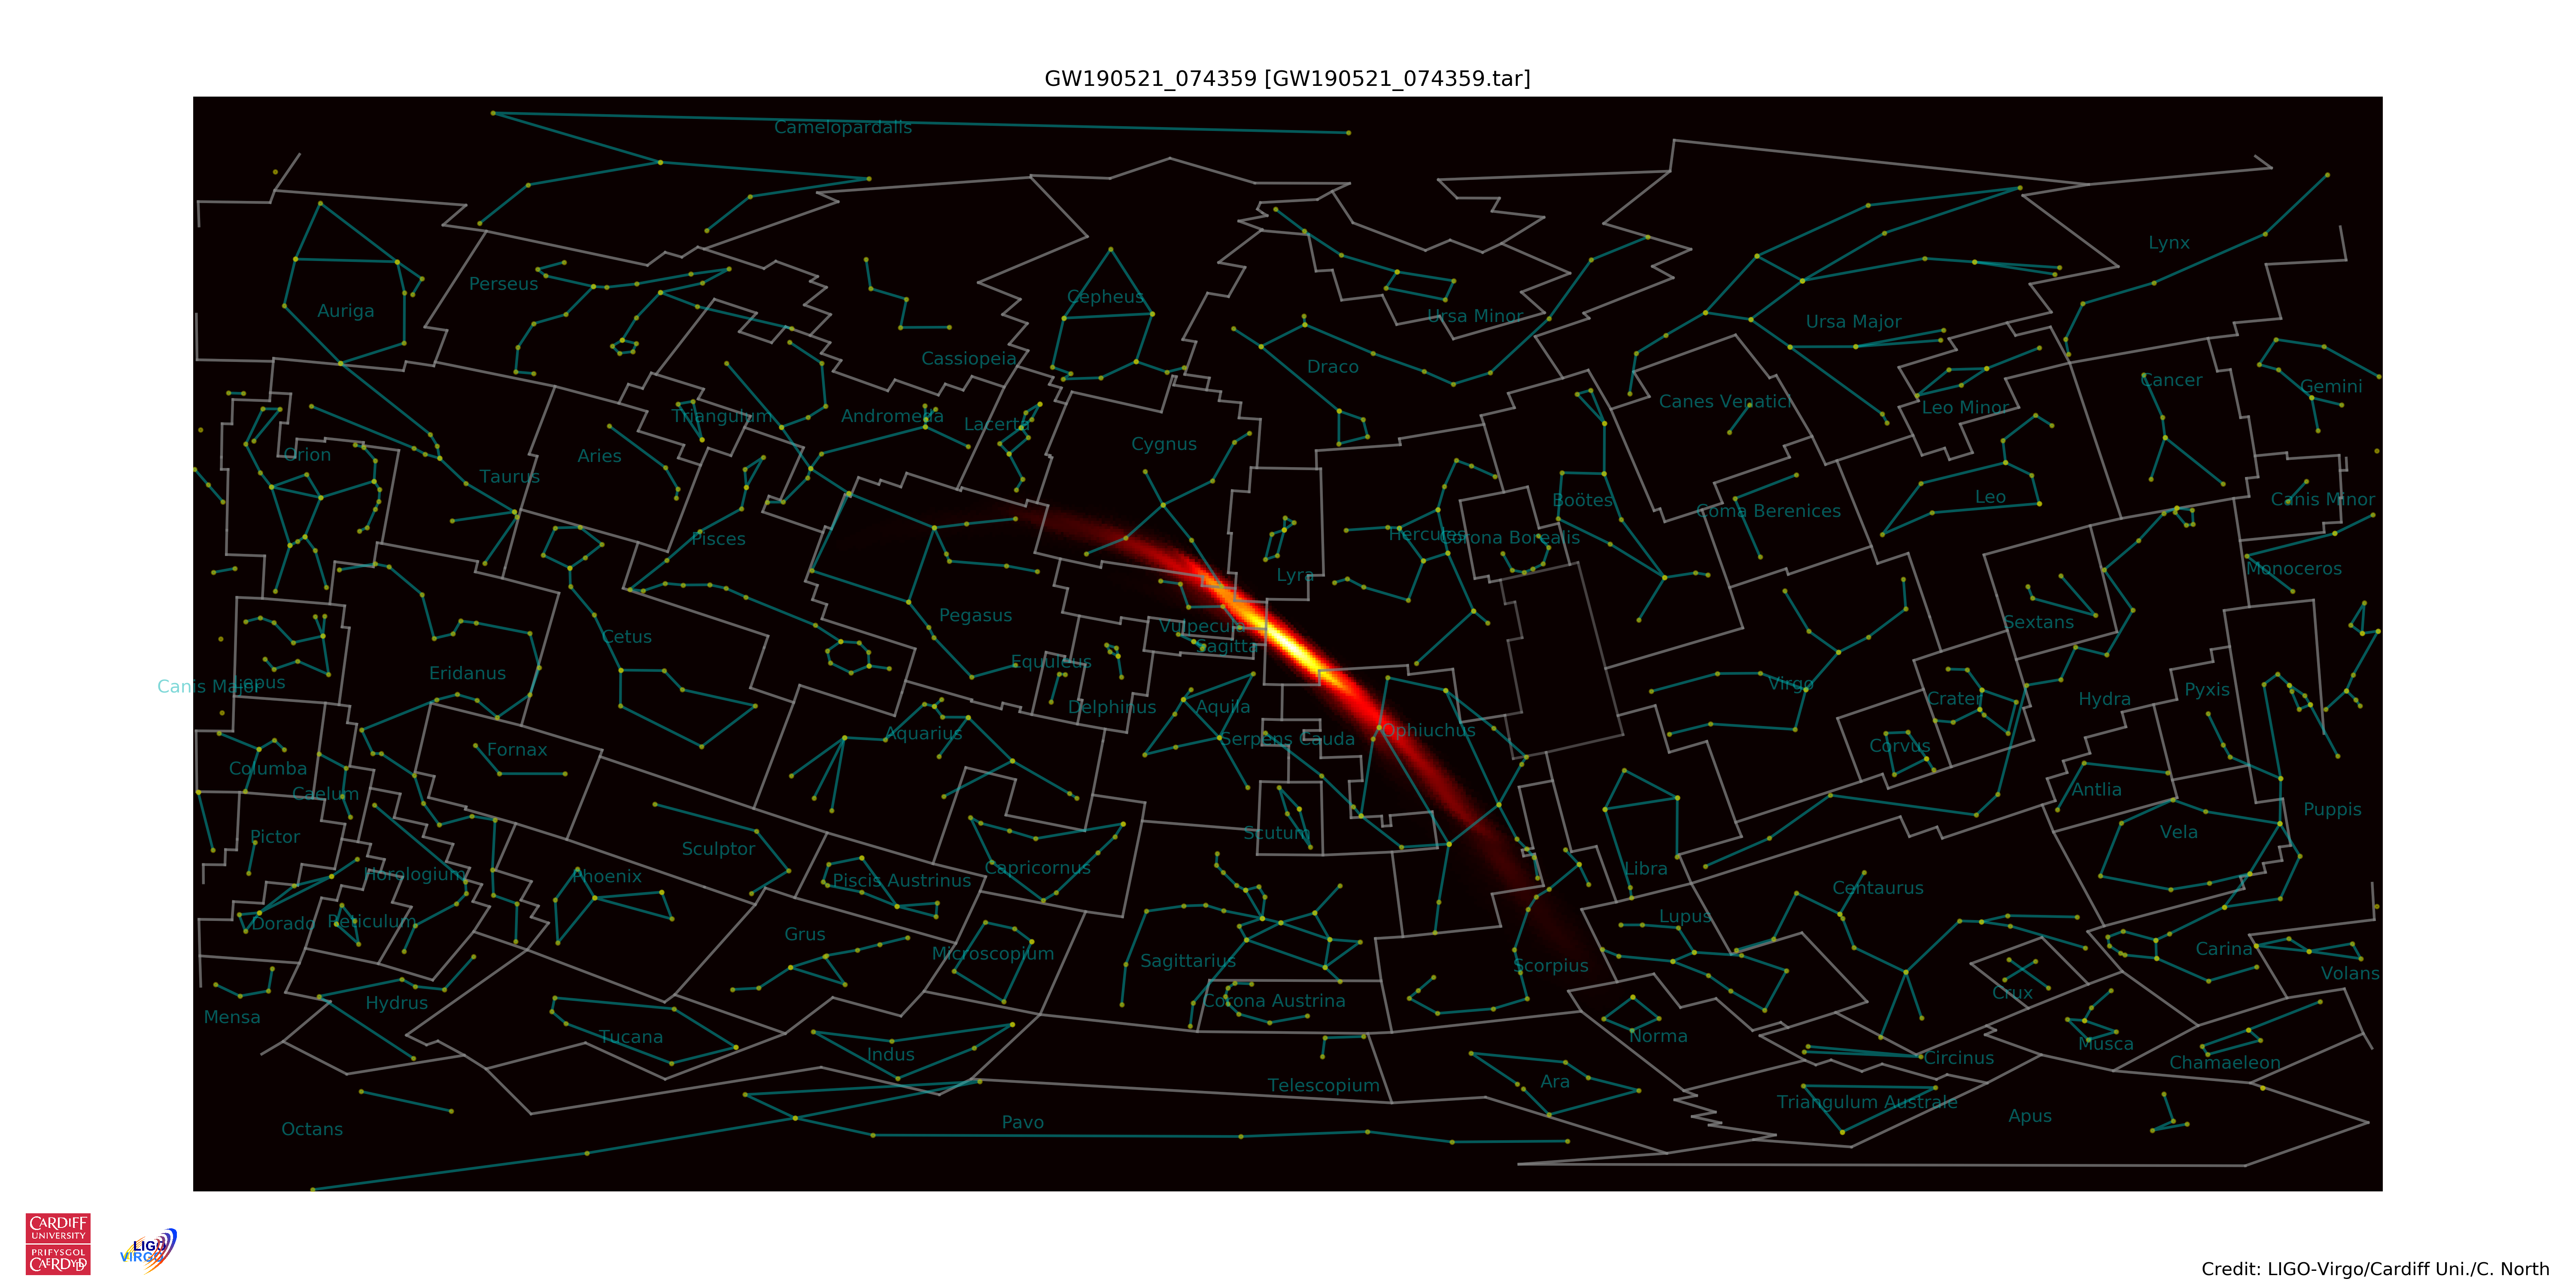 GW190521_074359 [GW190521_074359.tar]
Camelopardalis
Lynx
Perseus
Cepheus
Auriga
Ursa Minor
Ursa Major
Cassiopeia
Draco
Cancer
Gemini
Canes Venatici
Leo Minor
Triangulum
Andromeda
Lacerta
Cygnus
Orion
Aries
Taurus
Leo
Canis Minor
Boötes
Coma Berenices
Hercules
Corona Borealis
Pisces
Lyra
Monoceros
Pegasus
Sextans
Vulpecula
Cetus
Sagitta
Equuleus
Eridanus
Canis Major
epus
Virgo
Pyxis
Crater
Hydra
Delphinus
Aquila
Aquarius
Ophiuchus
Serpens Cauda
Fornax
Corvus
Columba
Antlia
Caelum
Puppis
Pictor
Scutum
Vela
Sculptor
Capricornus
Libra
Horologium
Phoenix
Piscis Austrinus
Centaurus
Lupus
Dorado
Reticulum
Grus
Carina
Microscopium
Sagittarius
Scorpius
Volans
Crux
Hydrus
Corona Austrina
Mensa
Tucana
Norma
Musca
Indus
Circinus
Chamaeleon
Ara
Telescopium
Triangulum Australe
Apus
Pavo
Octans
CARDIFF
UNIVERSITY
PRIFYSGOL
CAERDYDD
LIGO
VIRGO
Credit: LIGO-Virgo/Cardiff Uni./C. North